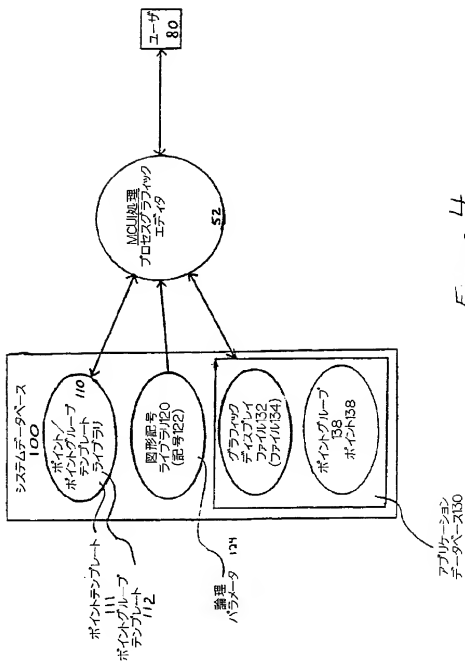 システムデータベース
100
ポイント/
ポイントグループ
テンプレート
ライブラリ
110
図形記号
ライブラリ120
(記号122)
グラフィック
ディスプレイ
ファイル132
(ファイル134)
ポイントグループ
138
ポイント138
MCUI処理
プロセスグラフィック
エディタ
52
ユーザ
80
ポイントテンプレート
111
ポイントグループ
テンプレート
112
論理
パラメータ
124
アプリケーション
データベース130